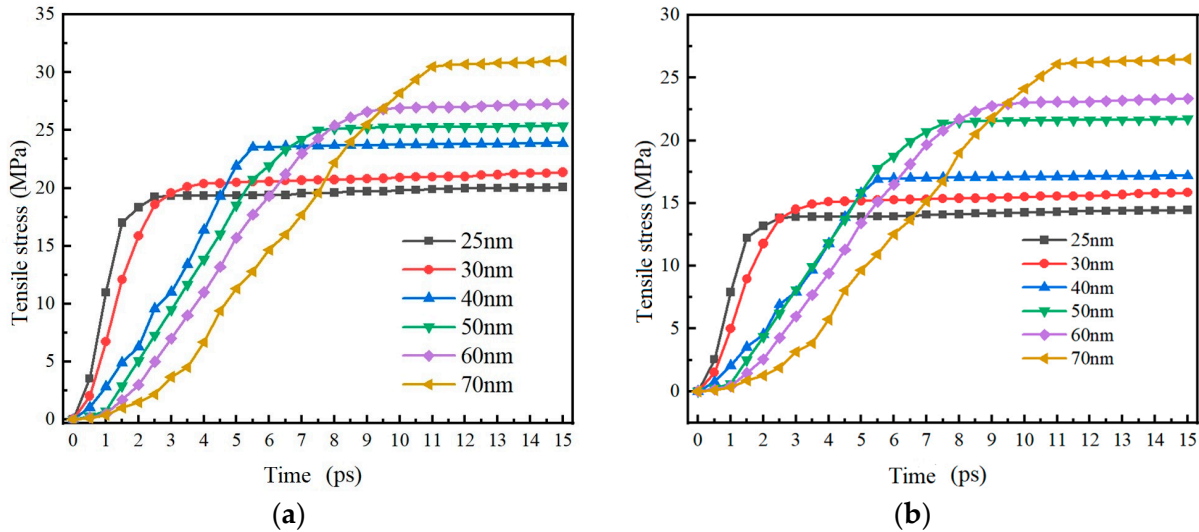 35
30
25
20
15
10
5
0
Tensile stress (MPa)
25nm
30nm
40nm
50nm
60nm
70nm
0 1 2 3 4 5 6 7 8 9 10 11 12 13 14 15
Time (ps)
(a)
30
25
20
15
10
5
0
Tensile stress (MPa)
25nm
30nm
40nm
50nm
60nm
70nm
0 1 2 3 4 5 6 7 8 9 10 11 12 13 14 15
Time (ps)
(b)